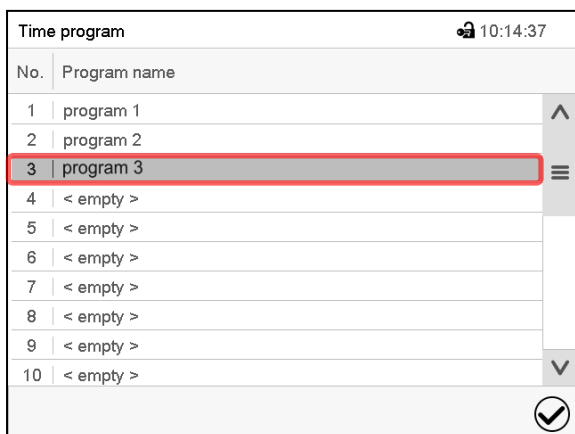 Time program 10:14:37
No. Program name
1 program 1
2 program 2
3 program 3
4 < empty >
5 < empty >
6 < empty >
7 < empty >
8 < empty >
9 < empty >
10 < empty >